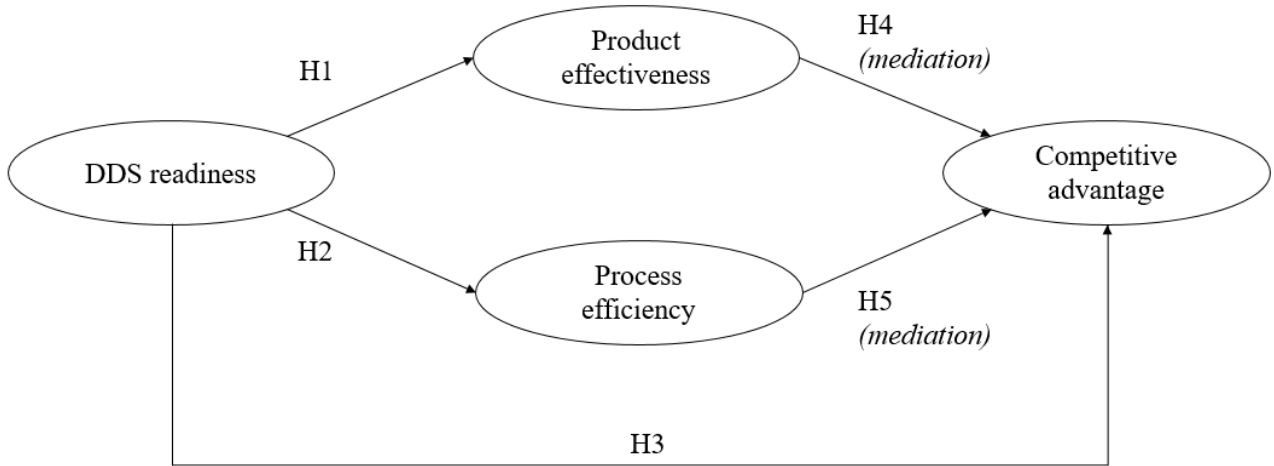 Product
effectiveness
H4
(mediation)
H1
DDS readiness
Competitive
advantage
H2
Process
efficiency
H5
(mediation)
H3